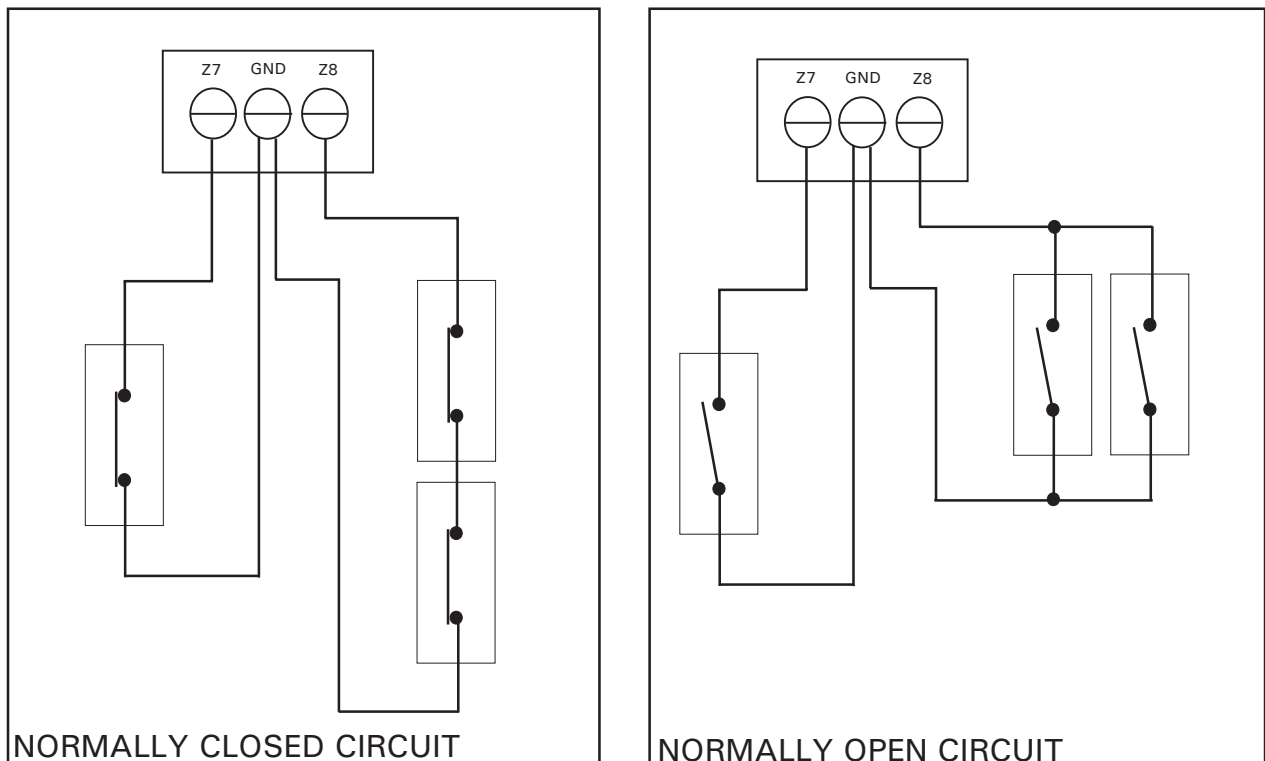 Z7 GND Z8
NORMALLY CLOSED CIRCUIT
Z7 GND Z8
NORMALLY OPEN CIRCUIT